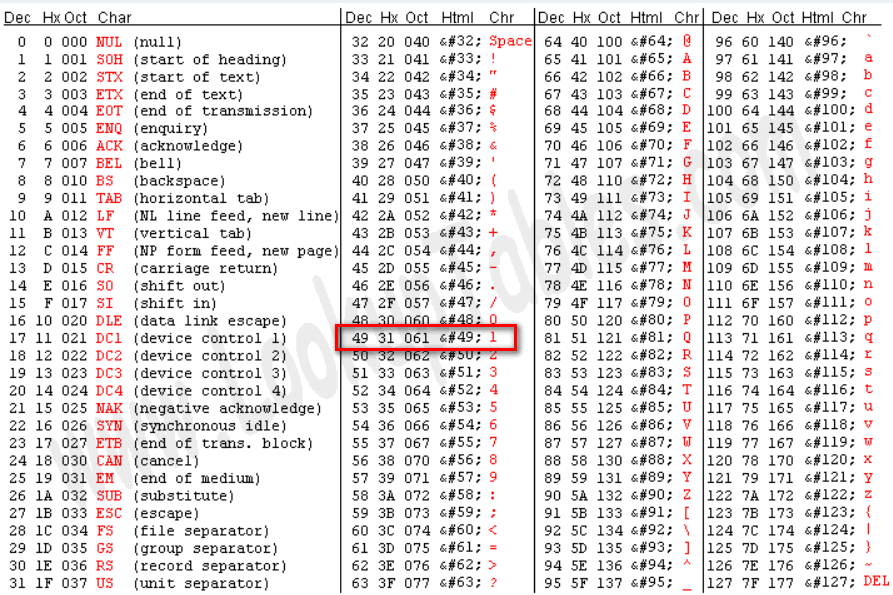 Dec Hx Oct Char Dec Hx Oct Html Chr Dec Hx Oct Html Chr Dec Hx Oct Html Chr
0 0 000 NUL (null) 32 20 040 &#32; Space 64 40 100 &#64; @ 96 60 140 &#96; `
1 1 001 SOH (start of heading) 33 21 041 &#33; ! 65 41 101 &#65; A 97 61 141 &#97; a
2 2 002 STX (start of text) 34 22 042 &#34; " 66 42 102 &#66; B 98 62 142 &#98; b
3 3 003 ETX (end of text) 35 23 043 &#35; # 67 43 103 &#67; C 99 63 143 &#99; c
4 4 004 EOT (end of transmission) 36 24 044 &#36; $ 68 44 104 &#68; D 100 64 144 &#100; d
5 5 005 ENQ (enquiry) 37 25 045 &#37; % 69 45 105 &#69; E 101 65 145 &#101; e
6 6 006 ACK (acknowledge) 38 26 046 &#38; & 70 46 106 &#70; F 102 66 146 &#102; f
7 7 007 BEL (bell) 39 27 047 &#39; ' 71 47 107 &#71; G 103 67 147 &#103; g
8 8 010 BS (backspace) 40 28 050 &#40; ( 72 48 110 &#72; H 104 68 150 &#104; h
9 9 011 TAB (horizontal tab) 41 29 051 &#41; ) 73 49 111 &#73; I 105 69 151 &#105; i
10 A 012 LF (NL line feed, new line) 42 2A 052 &#42; * 74 4A 112 &#74; J 106 6A 152 &#106; j
11 B 013 VT (vertical tab) 43 2B 053 &#43; + 75 4B 113 &#75; K 107 6B 153 &#107; k
12 C 014 FF (NP form feed, new page) 44 2C 054 &#44; , 76 4C 114 &#76; L 108 6C 154 &#108; l
13 D 015 CR (carriage return) 45 2D 055 &#45; - 77 4D 115 &#77; M 109 6D 155 &#109; m
14 E 016 SO (shift out) 46 2E 056 &#46; . 78 4E 116 &#78; N 110 6E 156 &#110; n
15 F 017 SI (shift in) 47 2F 057 &#47; / 79 4F 117 &#79; O 111 6F 157 &#111; o
16 10 020 DLE (data link escape) 48 30 060 &#48; 0 80 50 120 &#80; P 112 70 160 &#112; p
17 11 021 DC1 (device control 1) 49 31 061 &#49; 1 81 51 121 &#81; Q 113 71 161 &#113; q
18 12 022 DC2 (device control 2) 50 32 062 &#50; 2 82 52 122 &#82; R 114 72 162 &#114; r
19 13 023 DC3 (device control 3) 51 33 063 &#51; 3 83 53 123 &#83; S 115 73 163 &#115; s
20 14 024 DC4 (device control 4) 52 34 064 &#52; 4 84 54 124 &#84; T 116 74 164 &#116; t
21 15 025 NAK (negative acknowledge) 53 35 065 &#53; 5 85 55 125 &#85; U 117 75 165 &#117; u
22 16 026 SYN (synchronous idle) 54 36 066 &#54; 6 86 56 126 &#86; V 118 76 166 &#118; v
23 17 027 ETB (end of trans. block) 55 37 067 &#55; 7 87 57 127 &#87; W 119 77 167 &#119; w
24 18 030 CAN (cancel) 56 38 070 &#56; 8 88 58 130 &#88; X 120 78 170 &#120; x
25 19 031 EM (end of medium) 57 39 071 &#57; 9 89 59 131 &#89; Y 121 79 171 &#121; y
26 1A 032 SUB (substitute) 58 3A 072 &#58; : 90 5A 132 &#90; Z 122 7A 172 &#122; z
27 1B 033 ESC (escape) 59 3B 073 &#59; ; 91 5B 133 &#91; [ 123 7B 173 &#123; {
28 1C 034 FS (file separator) 60 3C 074 &#60; < 92 5C 134 &#92; \ 124 7C 174 &#124; |
29 1D 035 GS (group separator) 61 3D 075 &#61; = 93 5D 135 &#93; ] 125 7D 175 &#125; }
30 1E 036 RS (record separator) 62 3E 076 &#62; > 94 5E 136 &#94; ^ 126 7E 176 &#126; ~
31 1F 037 US (unit separator) 63 3F 077 &#63; ? 95 5F 137 &#95; _ 127 7F 177 &#127; DEL
www.LookupTables.com